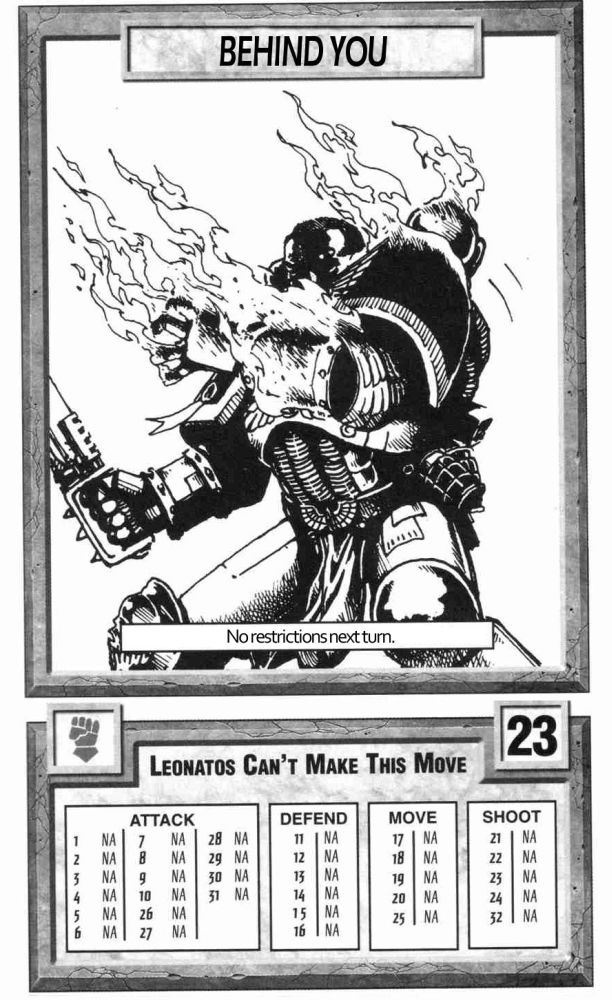 BEHIND YOU
No restrictions next turn.
23
LEONATOS CAN'T MAKE THIS MOVE
ATTACK
1 NA 7 NA 28 NA
2 NA 8 NA 29 NA
3 NA 9 NA 30 NA
4 NA 10 NA 31 NA
5 NA 26 NA
6 NA 27 NA
DEFEND
11 NA
12 NA
13 NA
14 NA
15 NA
16 NA
MOVE
17 NA
18 NA
19 NA
20 NA
25 NA
SHOOT
21 NA
22 NA
23 NA
24 NA
32 NA